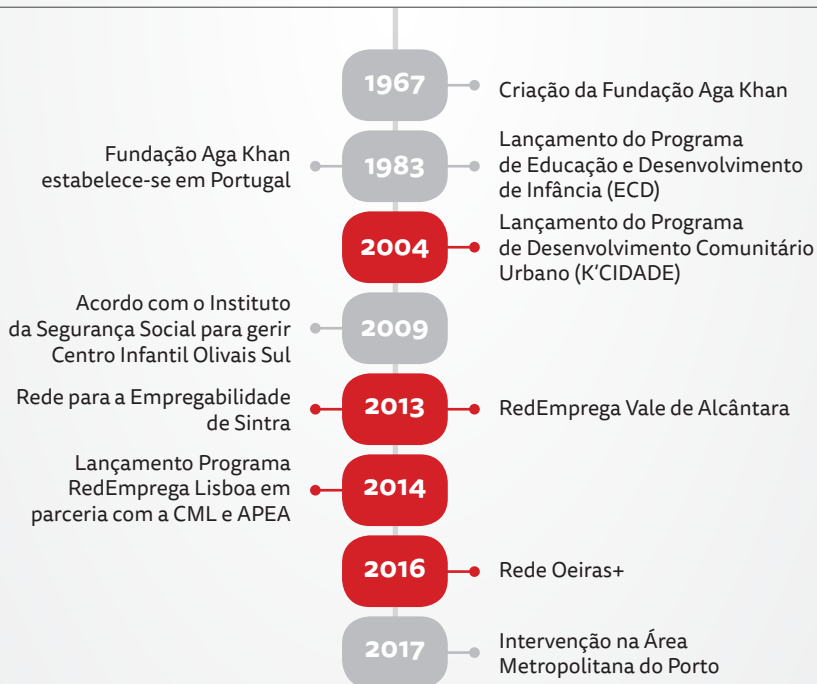 1967
Criação da Fundação Aga Khan
Fundação Aga Khan
estabelece-se em Portugal
1983
Lançamento do Programa
de Educação e Desenvolvimento
de Infância (ECD)
2004
Lançamento do Programa
de Desenvolvimento Comunitário
Urbano (K'CIDADE)
Acordo com o Instituto
da Segurança Social para gerir
Centro Infantil Olivais Sul
2009
Rede para a Empregabilidade
de Sintra
2013
RedEmprega Vale de Alcântara
Lançamento Programa
RedEmprega Lisboa em
parceria com a CML e APEA
2014
2016
Rede Oeiras+
2017
Intervenção na Área
Metropolitana do Porto